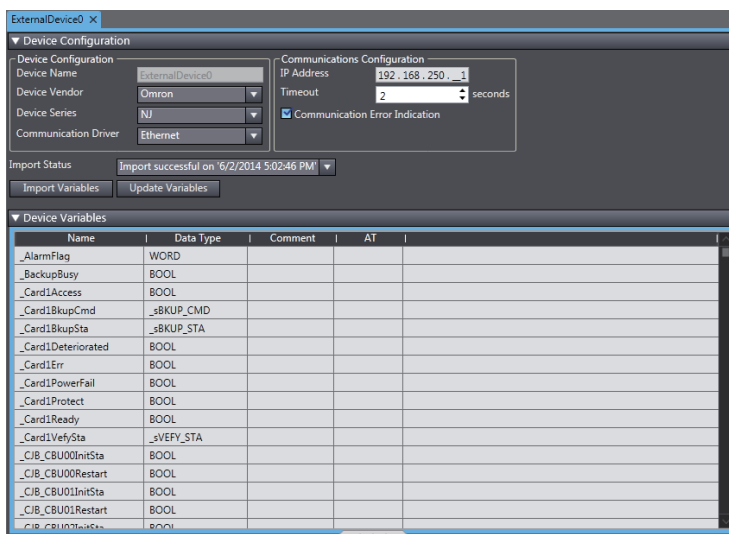 ExternalDevice0 ×
▼ Device Configuration
Device Configuration
Device Name ExternalDevice0
Device Vendor Omron
Device Series NJ
Communication Driver Ethernet
Communications Configuration
IP Address 192 . 168 . 250 . __1
Timeout 2 seconds
Communication Error Indication
Import Status Import successful on '6/2/2014 5:02:46 PM'
Import Variables Update Variables
▼ Device Variables
Name Data Type Comment AT
_AlarmFlag WORD
_BackupBusy BOOL
_Card1Access BOOL
_Card1BkupCmd _sBKUP_CMD
_Card1BkupSta _sBKUP_STA
_Card1Deteriorated BOOL
_Card1Err BOOL
_Card1PowerFail BOOL
_Card1Protect BOOL
_Card1Ready BOOL
_Card1VefySta _sVEFY_STA
_CJB_CBU00InitSta BOOL
_CJB_CBU00Restart BOOL
_CJB_CBU01InitSta BOOL
_CJB_CBU01Restart BOOL
_CJB_CBU02InitSta BOOL